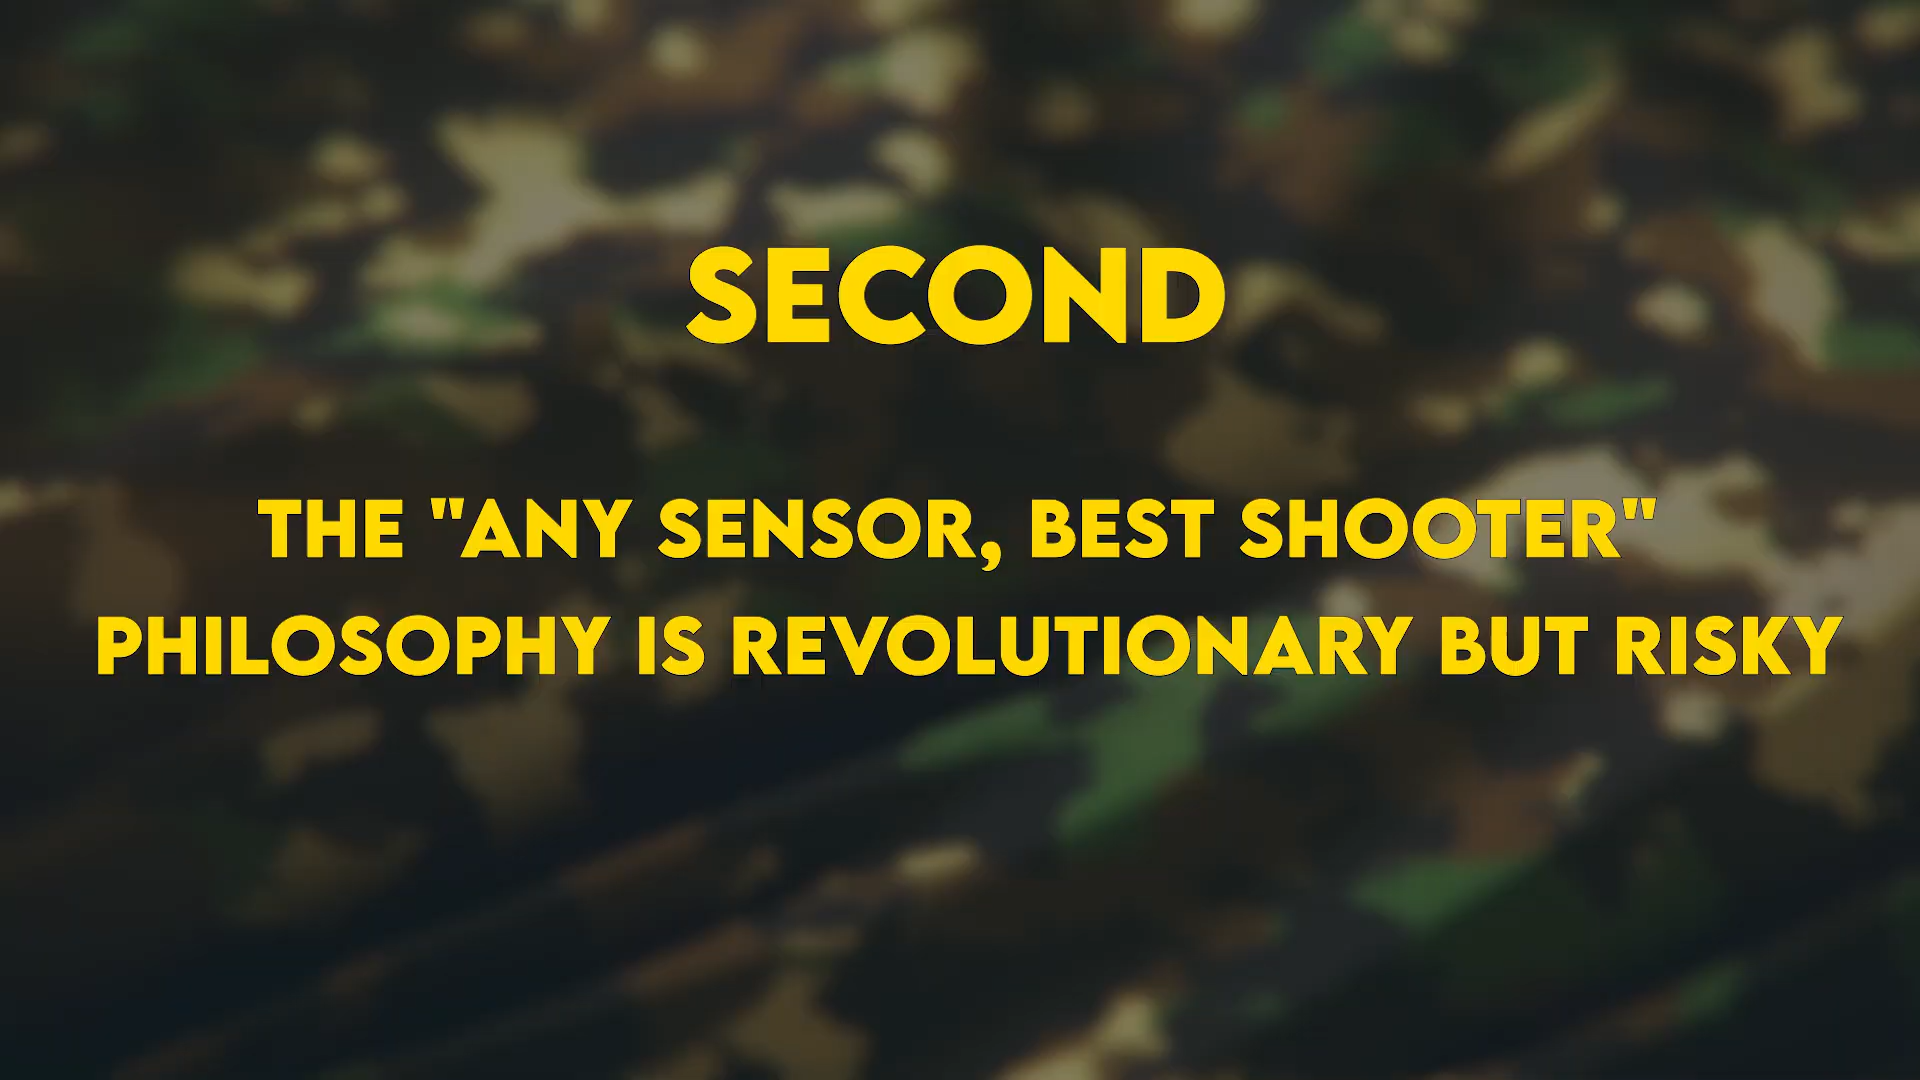 SECOND
THE "ANY SENSOR, BEST SHOOTER"
PHILOSOPHY IS REVOLUTIONARY BUT RISKY